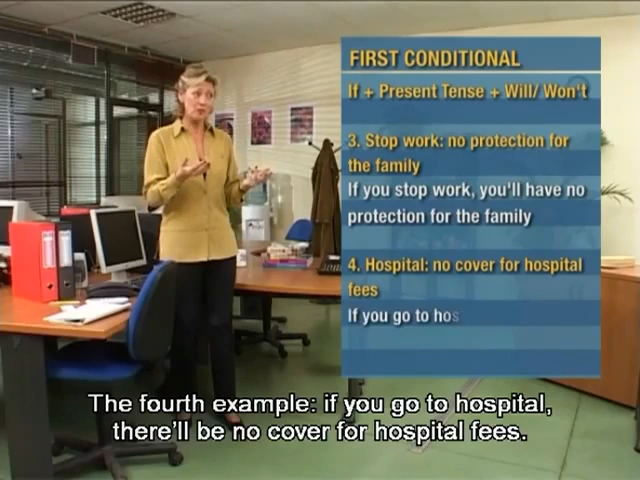 FIRST CONDITIONAL
If + Present Tense + Will/ Won't
3. Stop work: no protection for
the family
If you stop work, you'll have no
protection for the family
4. Hospital: no cover for hospital
fees
If you go to hos
The fourth example: if you go to hospital,
there'll be no cover for hospital fees.